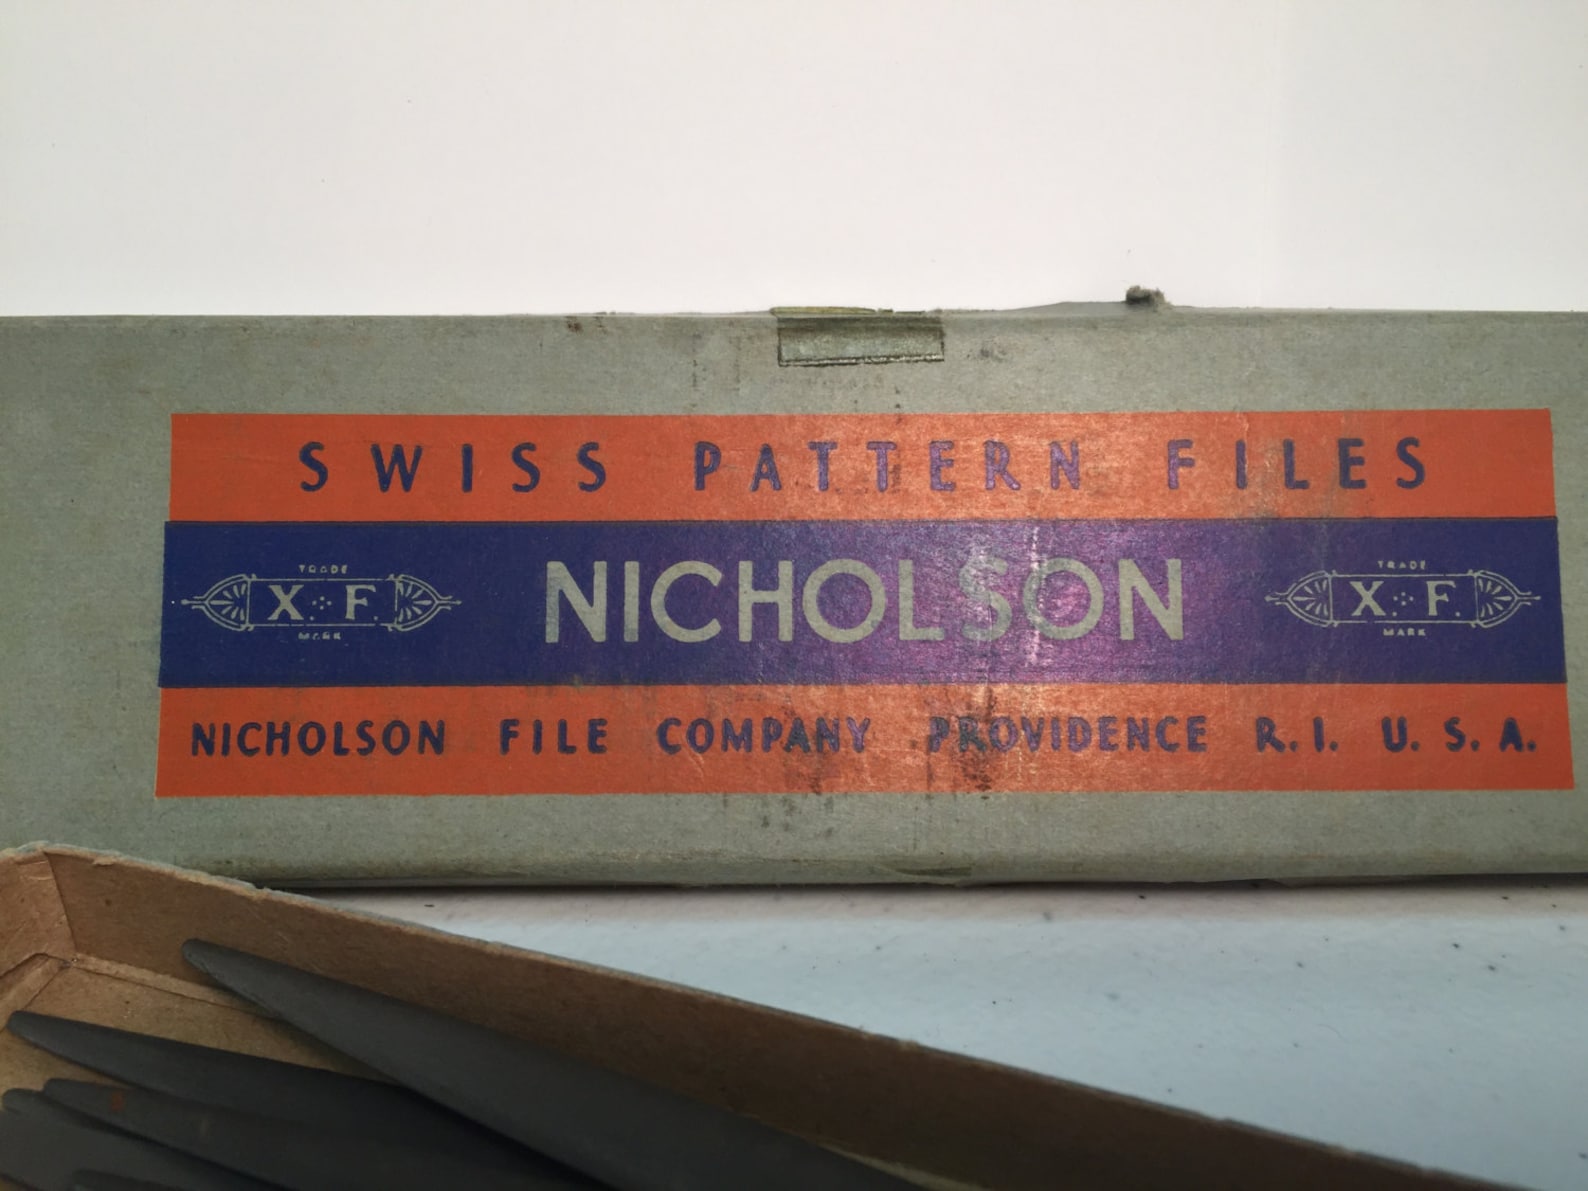 SWISS PATTERN FILES
TRADE
X F.
MARK
NICHOLSON
TRADE
X F.
MARK
NICHOLSON FILE COMPANY PROVIDENCE R. I. U. S. A.